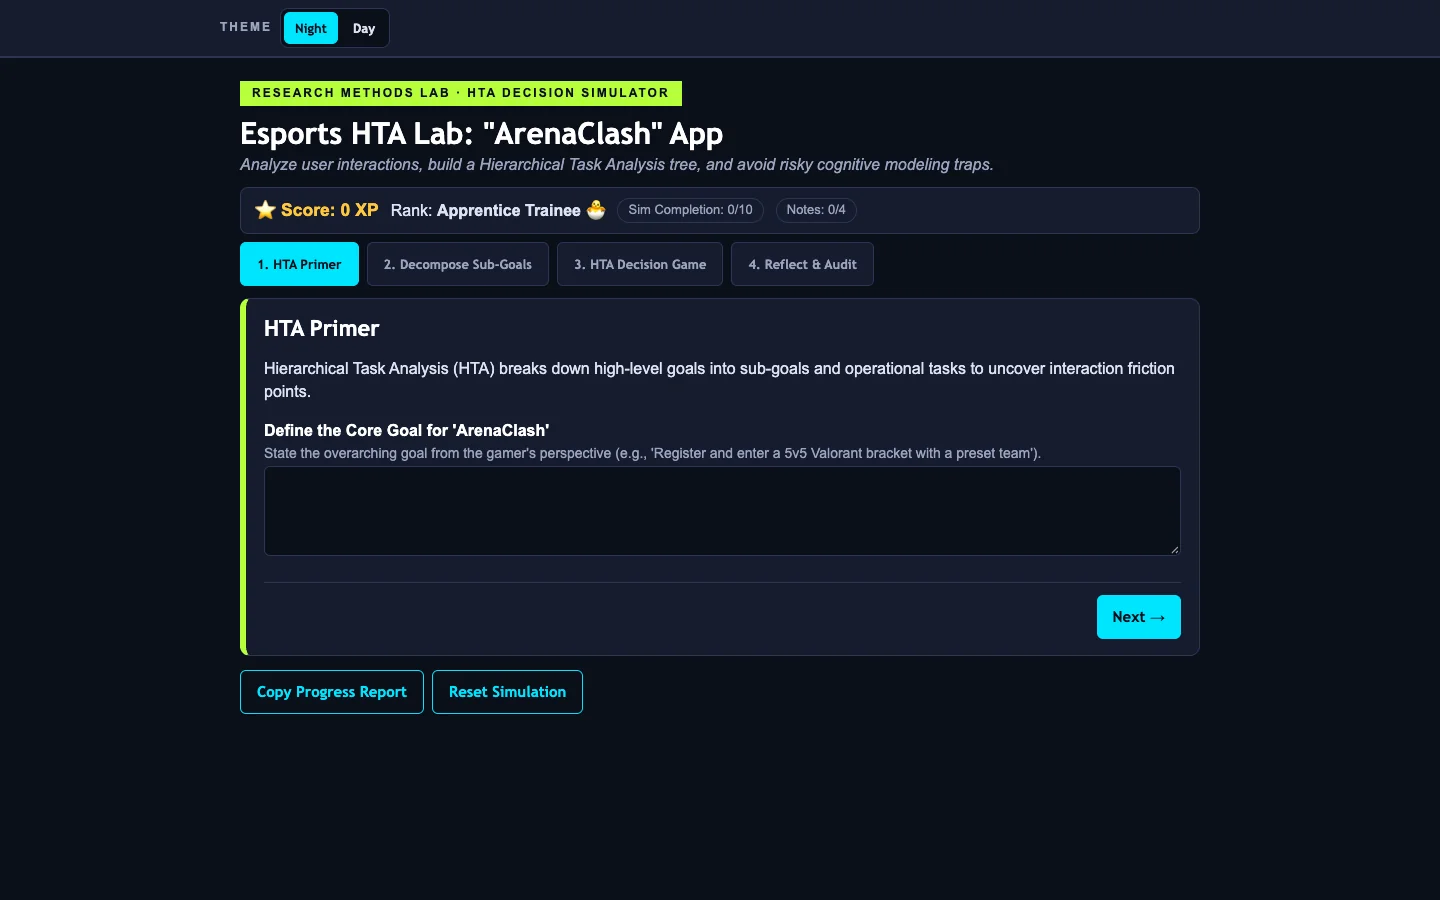 THEME Night Day
RESEARCH METHODS LAB · HTA DECISION SIMULATOR
Esports HTA Lab: "ArenaClash" App
Analyze user interactions, build a Hierarchical Task Analysis tree, and avoid risky cognitive modeling traps.
⭐ Score: 0 XP Rank: Apprentice Trainee 🐣 Sim Completion: 0/10 Notes: 0/4
1. HTA Primer 2. Decompose Sub-Goals 3. HTA Decision Game 4. Reflect & Audit
HTA Primer
Hierarchical Task Analysis (HTA) breaks down high-level goals into sub-goals and operational tasks to uncover interaction friction
points.
Define the Core Goal for 'ArenaClash'
State the overarching goal from the gamer's perspective (e.g., 'Register and enter a 5v5 Valorant bracket with a preset team').
Next →
Copy Progress Report Reset Simulation